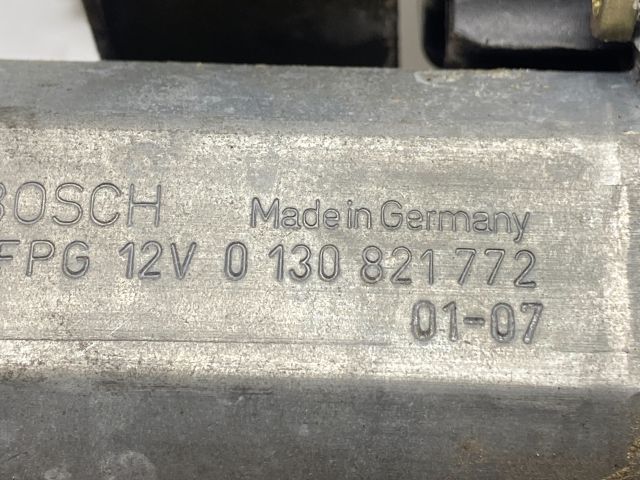 BOSCH Made in Germany
FPG 12V 0 130 821 772
01-07